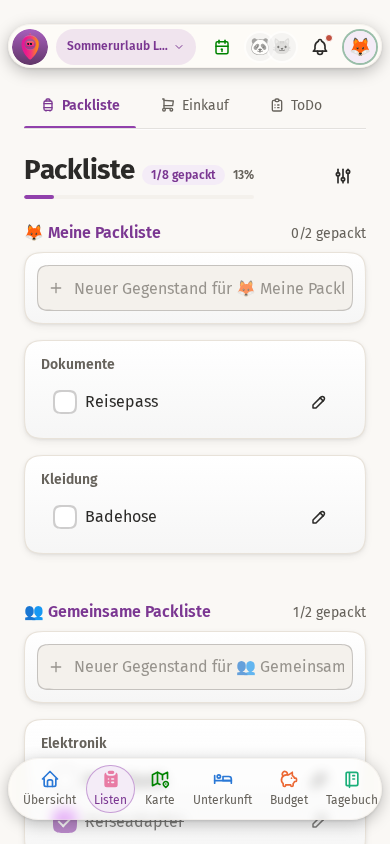 Sommerurlaub L...
Packliste
Einkauf
ToDo
Packliste
1/8 gepackt
13%
🦊 Meine Packliste
0/2 gepackt
Neuer Gegenstand für 🦊 Meine Packl
Dokumente
Reisepass
Kleidung
Badehose
👥 Gemeinsame Packliste
1/2 gepackt
Neuer Gegenstand für 👥 Gemeinsam
Elektronik
Übersicht
Listen
Karte
Unterkunft
Budget
Tagebuch
Reiseadapter